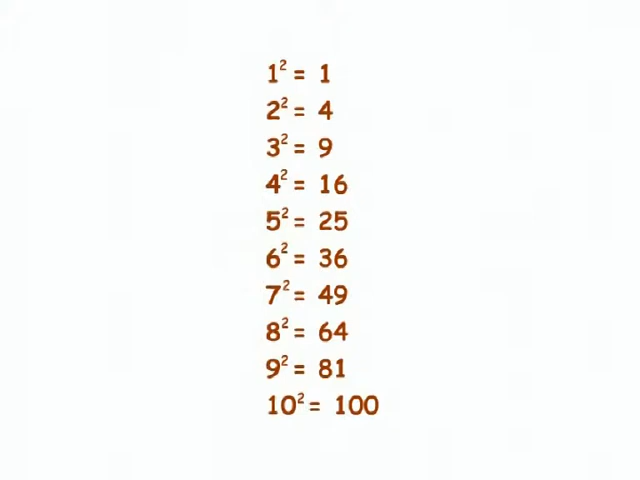 1² = 1
2² = 4
3² = 9
4² = 16
5² = 25
6² = 36
7² = 49
8² = 64
9² = 81
10² = 100